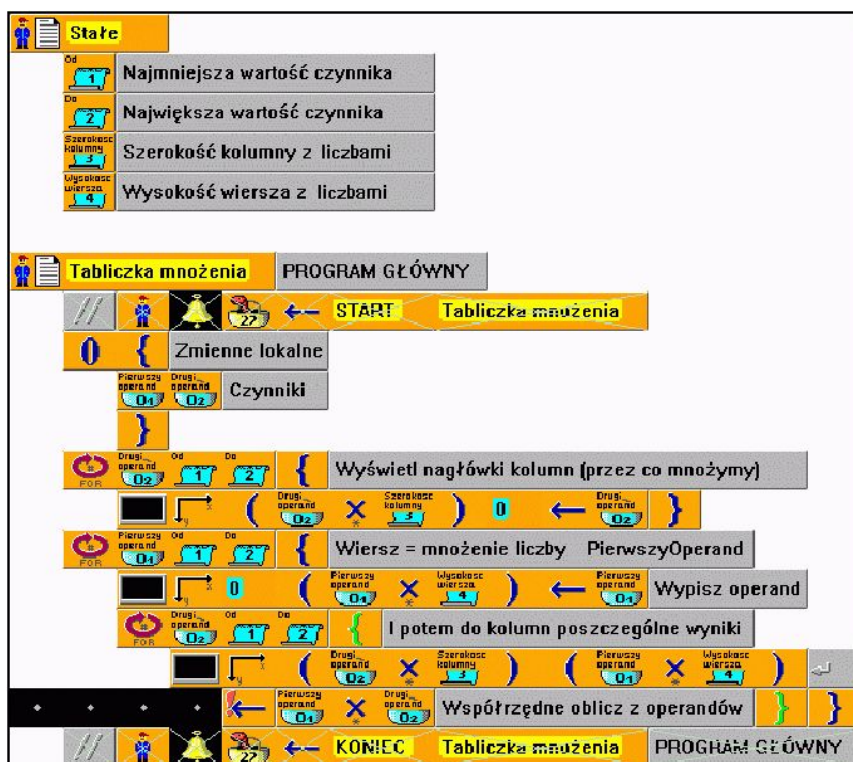 Stałe
Od
1
Najmniejsza wartość czynnika
Do
2
Największa wartość czynnika
Szerokosc
kolumny
3
Szerokość kolumny z liczbami
Wysokosc
wiersza
4
Wysokość wiersza z liczbami
Tabliczka mnożenia PROGRAM GŁÓWNY
// 27 ← START Tabliczka mnożenia
() { Zmienne lokalne
Pierwszy Drugi
operand operand
O1 O2 Czynniki
}
Drugi Od Do
operand
FOR O2 1 2 { Wyświetl nagłówki kolumn (przez co mnożymy)
Drugi Szerokosc Drugi
operand kolumny operand
x y ( O2 × * 3 ) 0 ← O2 }
Pierwszy Od Do
operand
FOR O1 1 2 { Wiersz = mnożenie liczby PierwszyOperand
Pierwszy Wysokosc Pierwszy
operand wiersza operand
x y 0 ( O1 × * 4 ) ← O1 Wypisz operand
Drugi Od Do
operand
FOR O2 1 2 { I potem do kolumn poszczególne wyniki
Drugi Szerokosc Pierwszy Wysokosc
operand kolumny operand wiersza
x y ( O2 × * 3 ) ( O1 × * 4 )
Pierwszy Drugi
operand operand
! ← O1 × * O2 Współrzędne oblicz z operandów } }
// 27 ← KONIEC Tabliczka mnożenia PROGRAM GŁÓWNY